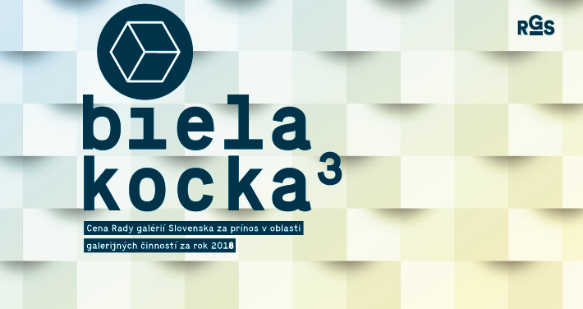 RGS
biela
kocka³
Cena Rady galérií Slovenska za prínos v oblasti
galerijných činností za rok 2018